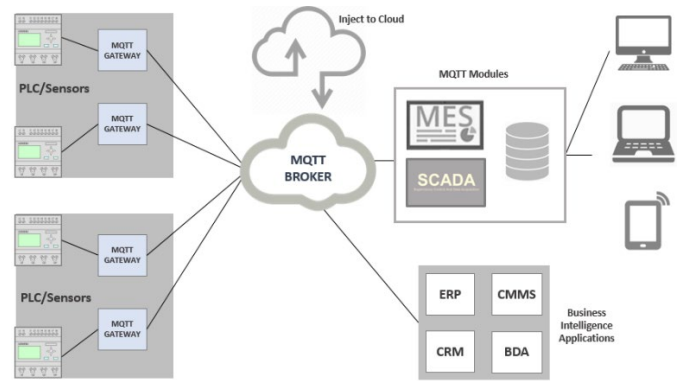 Inject to Cloud
MQTT
GATEWAY
PLC/Sensors
MQTT
GATEWAY
MQTT
BROKER
MQTT Modules
MES
SCADA
PLC/Sensors
MQTT
GATEWAY
MQTT
GATEWAY
ERP
CMMS
CRM
BDA
Business
Intelligence
Applications